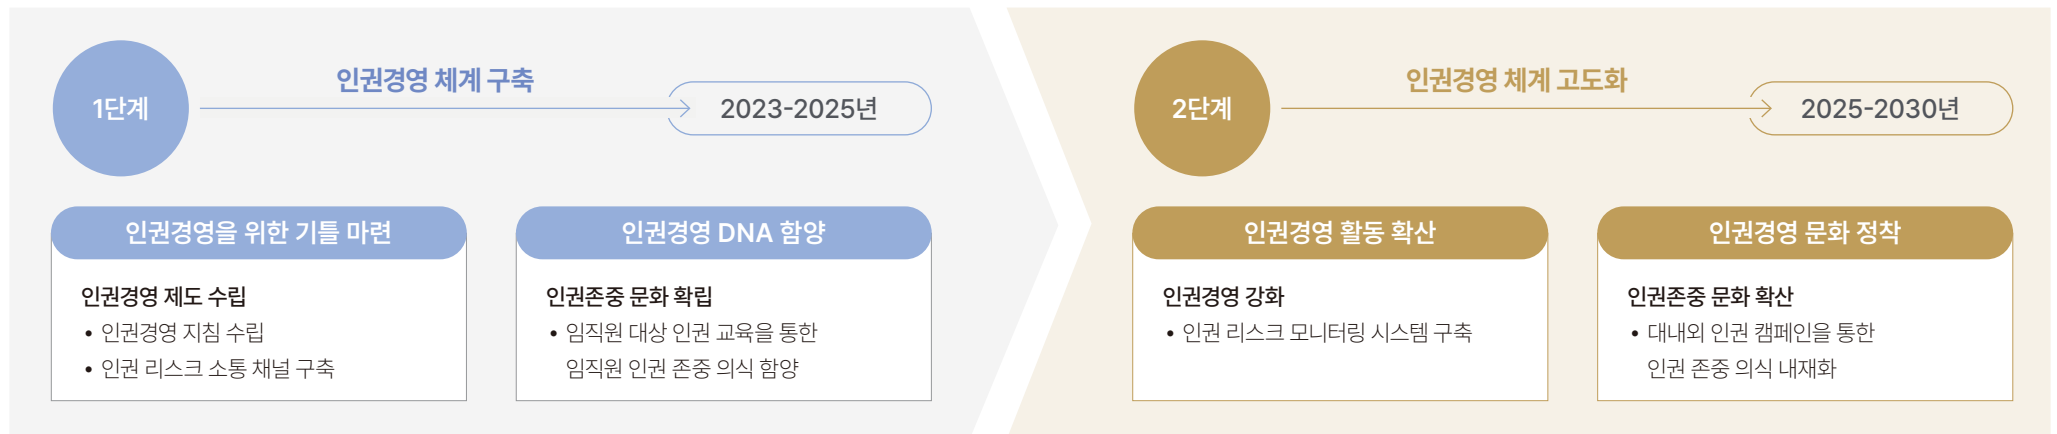 1단계
인권경영 체계 구축
2023-2025년
인권경영을 위한 기틀 마련
인권경영 제도 수립
• 인권경영 지침 수립
• 인권 리스크 소통 채널 구축
인권경영 DNA 함양
인권존중 문화 확립
• 임직원 대상 인권 교육을 통한
임직원 인권 존중 의식 함양
2단계
인권경영 체계 고도화
2025-2030년
인권경영 활동 확산
인권경영 강화
• 인권 리스크 모니터링 시스템 구축
인권경영 문화 정착
인권존중 문화 확산
• 대내외 인권 캠페인을 통한
인권 존중 의식 내재화